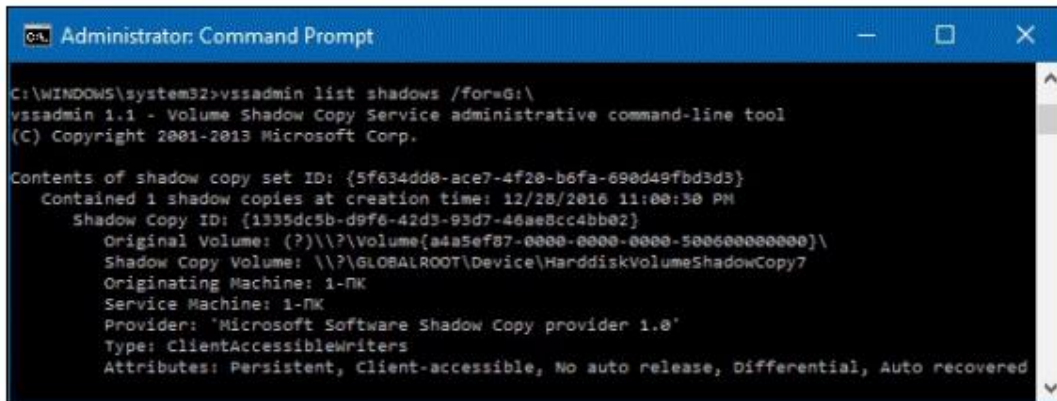 Administrator: Command Prompt
C:\WINDOWS\system32>vssadmin list shadows /for=G:\
vssadmin 1.1 - Volume Shadow Copy Service administrative command-line tool
(C) Copyright 2001-2013 Microsoft Corp.
Contents of shadow copy set ID: {5f634dd0-ace7-4f20-b6fa-690d49fbd3d3}
Contained 1 shadow copies at creation time: 12/28/2016 11:00:30 PM
Shadow Copy ID: {1335dc5b-d9f6-42d3-93d7-46ae8cc4bb02}
Original Volume: (?)\\?\Volume{a4a5ef87-0000-0000-0000-500600000000}\
Shadow Copy Volume: \\?\GLOBALROOT\Device\HarddiskVolumeShadowCopy7
Originating Machine: 1-ПК
Service Machine: 1-ПК
Provider: 'Microsoft Software Shadow Copy provider 1.0'
Type: ClientAccessibleWriters
Attributes: Persistent, Client-accessible, No auto release, Differential, Auto recovered